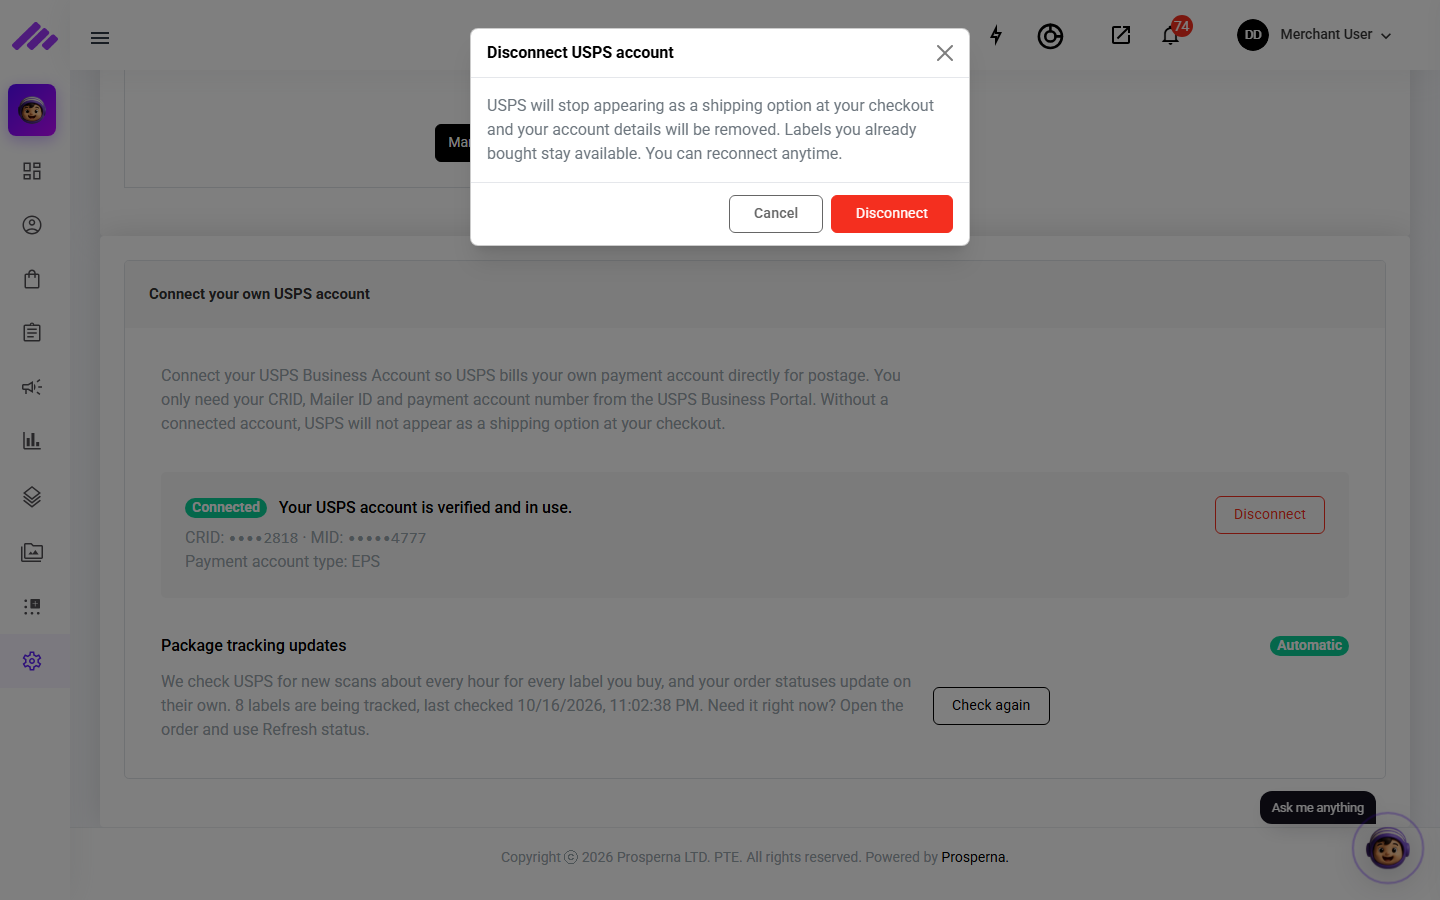 74
DD
Merchant User
Disconnect USPS account
USPS will stop appearing as a shipping option at your checkout
and your account details will be removed. Labels you already
bought stay available. You can reconnect anytime.
Cancel
Disconnect
Connect your own USPS account
Connect your USPS Business Account so USPS bills your own payment account directly for postage. You
only need your CRID, Mailer ID and payment account number from the USPS Business Portal. Without a
connected account, USPS will not appear as a shipping option at your checkout.
Connected Your USPS account is verified and in use.
Disconnect
CRID: ••••2818 · MID: •••••4777
Payment account type: EPS
Package tracking updates
Automatic
We check USPS for new scans about every hour for every label you buy, and your order statuses update on
their own. 8 labels are being tracked, last checked 10/16/2026, 11:02:38 PM. Need it right now? Open the
order and use Refresh status.
Check again
Ask me anything
Copyright © 2026 Prosperna LTD. PTE. All rights reserved. Powered by Prosperna.